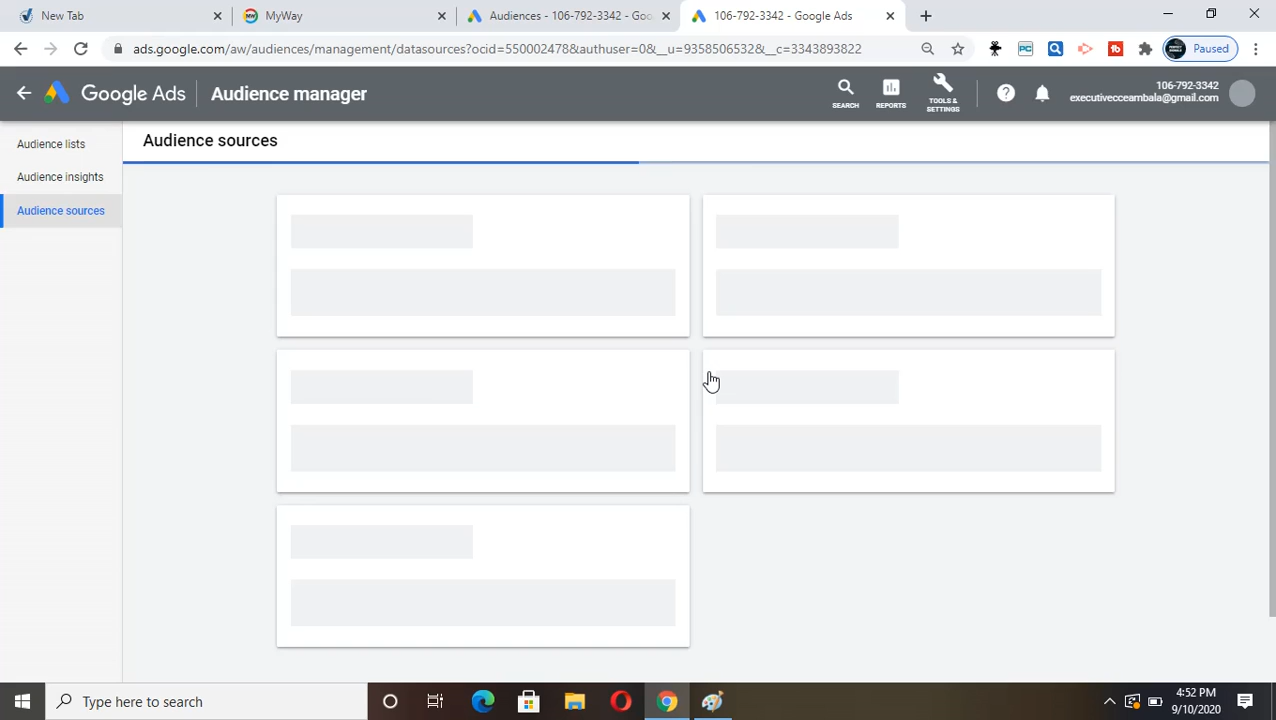 New Tab
MyWay
Audiences - 106-792-3342 - Goo
106-792-3342 - Google Ads
ads.google.com/aw/audiences/management/datasources?ocid=550002478&authuser=0&__u=9358506532&__c=3343893822
Paused
Google Ads
Audience manager
SEARCH
REPORTS
TOOLS &
SETTINGS
106-792-3342
executivecceambala@gmail.com
Audience lists
Audience insights
Audience sources
Audience sources
Type here to search
4:52 PM
9/10/2020